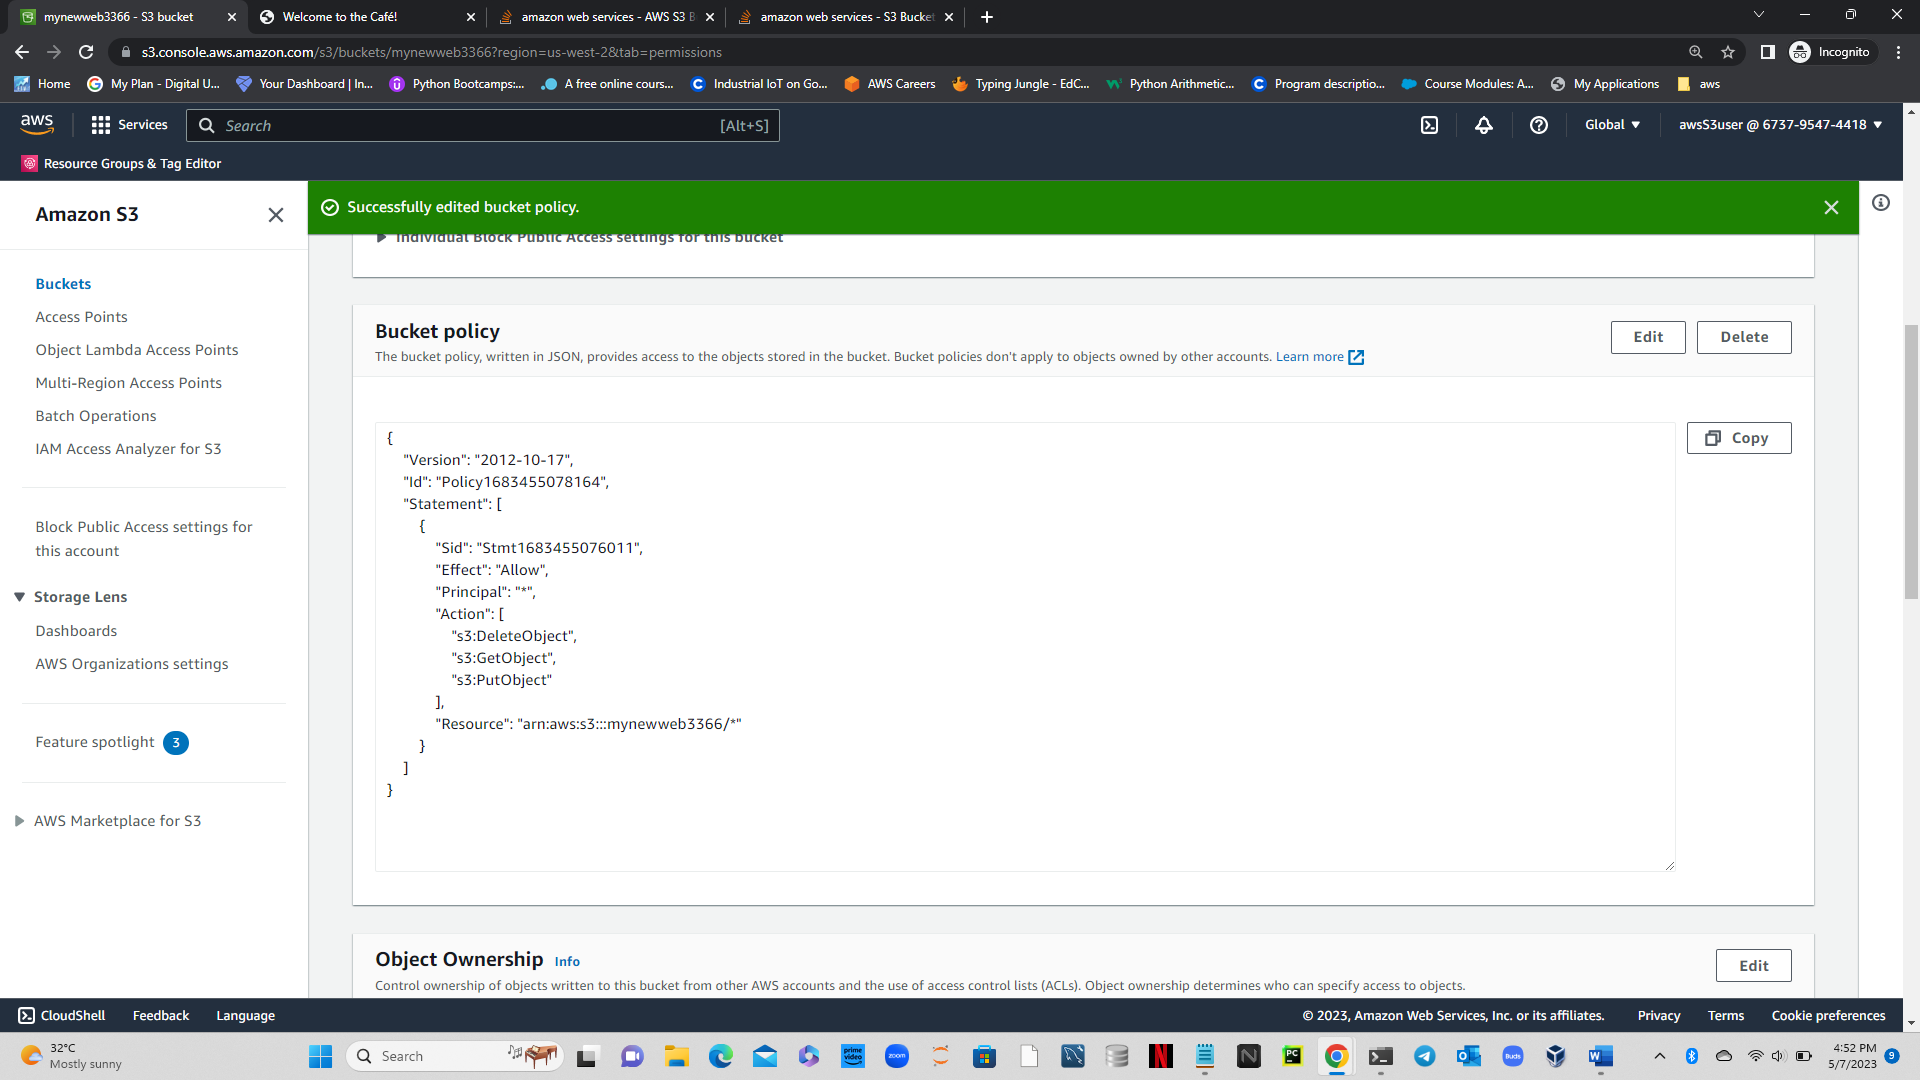 mynewweb3366 - S3 bucket
Welcome to the Café!
amazon web services - AWS S3 B
amazon web services - S3 Bucket
s3.console.aws.amazon.com/s3/buckets/mynewweb3366?region=us-west-2&tab=permissions
Incognito
Home
My Plan - Digital U...
Your Dashboard | In...
Python Bootcamps:...
A free online cours...
Industrial IoT on Go...
AWS Careers
Typing Jungle - EdC...
Python Arithmetic...
Program descriptio...
Course Modules: A...
My Applications
aws
aws
Services
Search
[Alt+S]
Global
awsS3user @ 6737-9547-4418
Resource Groups & Tag Editor
Amazon S3
Successfully edited bucket policy.
Individual Block Public Access settings for this bucket
Buckets
Access Points
Object Lambda Access Points
Multi-Region Access Points
Batch Operations
IAM Access Analyzer for S3
Block Public Access settings for
this account
Storage Lens
Dashboards
AWS Organizations settings
Feature spotlight 3
AWS Marketplace for S3
Bucket policy
Edit
Delete
The bucket policy, written in JSON, provides access to the objects stored in the bucket. Bucket policies don't apply to objects owned by other accounts. Learn more
Copy
{
"Version": "2012-10-17",
"Id": "Policy1683455078164",
"Statement": [
{
"Sid": "Stmt1683455076011",
"Effect": "Allow",
"Principal": "*",
"Action": [
"s3:DeleteObject",
"s3:GetObject",
"s3:PutObject"
],
"Resource": "arn:aws:s3:::mynewweb3366/*"
}
]
}
Object Ownership Info
Edit
Control ownership of objects written to this bucket from other AWS accounts and the use of access control lists (ACLs). Object ownership determines who can specify access to objects.
CloudShell
Feedback
Language
© 2023, Amazon Web Services, Inc. or its affiliates.
Privacy
Terms
Cookie preferences
32°C
Mostly sunny
Search
prime video
zoom
N
N
PC
Buds
W
4:52 PM
5/7/2023
9